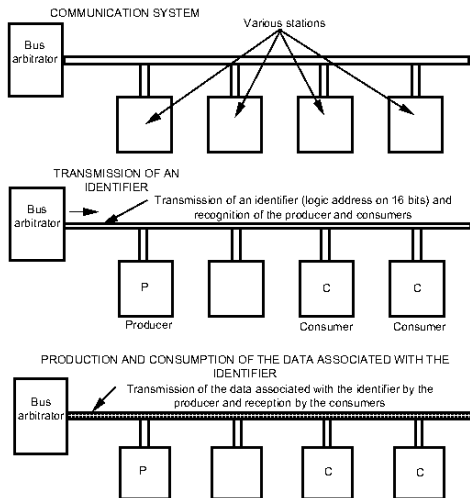 COMMUNICATION SYSTEM
Various stations
Bus
arbitrator
TRANSMISSION OF AN
IDENTIFIER
Transmission of an identifier (logic address on 16 bits) and
recognition of the producer and consumers
Bus
arbitrator
P
C
C
Producer
Consumer
Consumer
PRODUCTION AND CONSUMPTION OF THE DATA ASSOCIATED WITH THE
IDENTIFIER
Transmission of the data associated with the identifier by the
producer and reception by the consumers
Bus
arbitrator
P
C
C